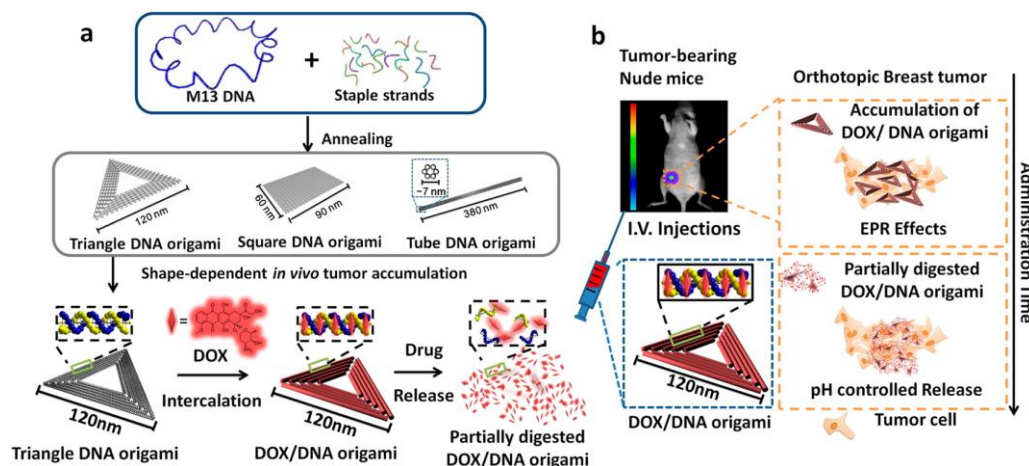 a
M13 DNA
+
Staple strands
Annealing
120 nm
Triangle DNA origami
60 nm
90 nm
Square DNA origami
~7 nm
380 nm
Tube DNA origami
Shape-dependent in vivo tumor accumulation
=
DOX
Intercalation
Drug
Release
120nm
Triangle DNA origami
120nm
DOX/DNA origami
Partially digested
DOX/DNA origami
b
Tumor-bearing
Nude mice
I.V. Injections
120nm
DOX/DNA origami
Orthotopic Breast tumor
Accumulation of
DOX/ DNA origami
EPR Effects
Partially digested
DOX/DNA origami
pH controlled Release
Tumor cell
Administration Time